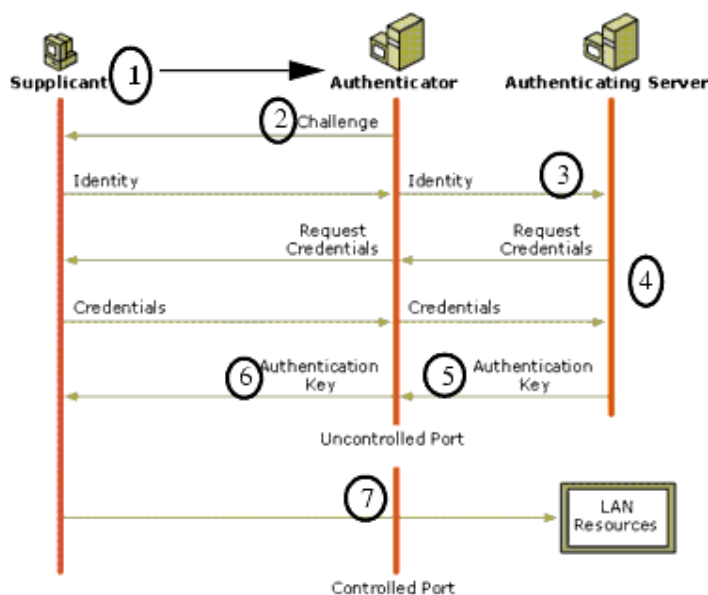 Supplicant
1
Authenticator
Authenticating Server
2
Challenge
Identity
Identity
3
Request
Credentials
Request
Credentials
4
Credentials
Credentials
6
Authentication
Key
5
Authentication
Key
Uncontrolled Port
7
LAN
Resources
Controlled Port